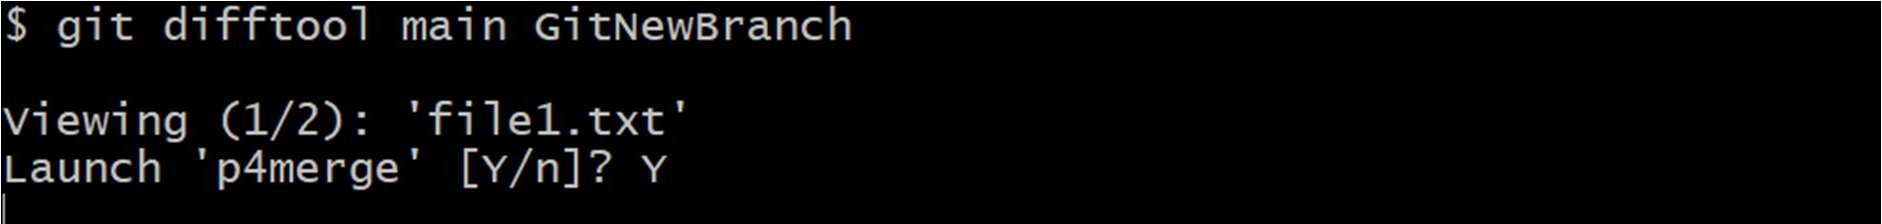 $ git difftool main GitNewBranch
Viewing (1/2): 'file1.txt'
Launch 'p4merge' [Y/n]? Y